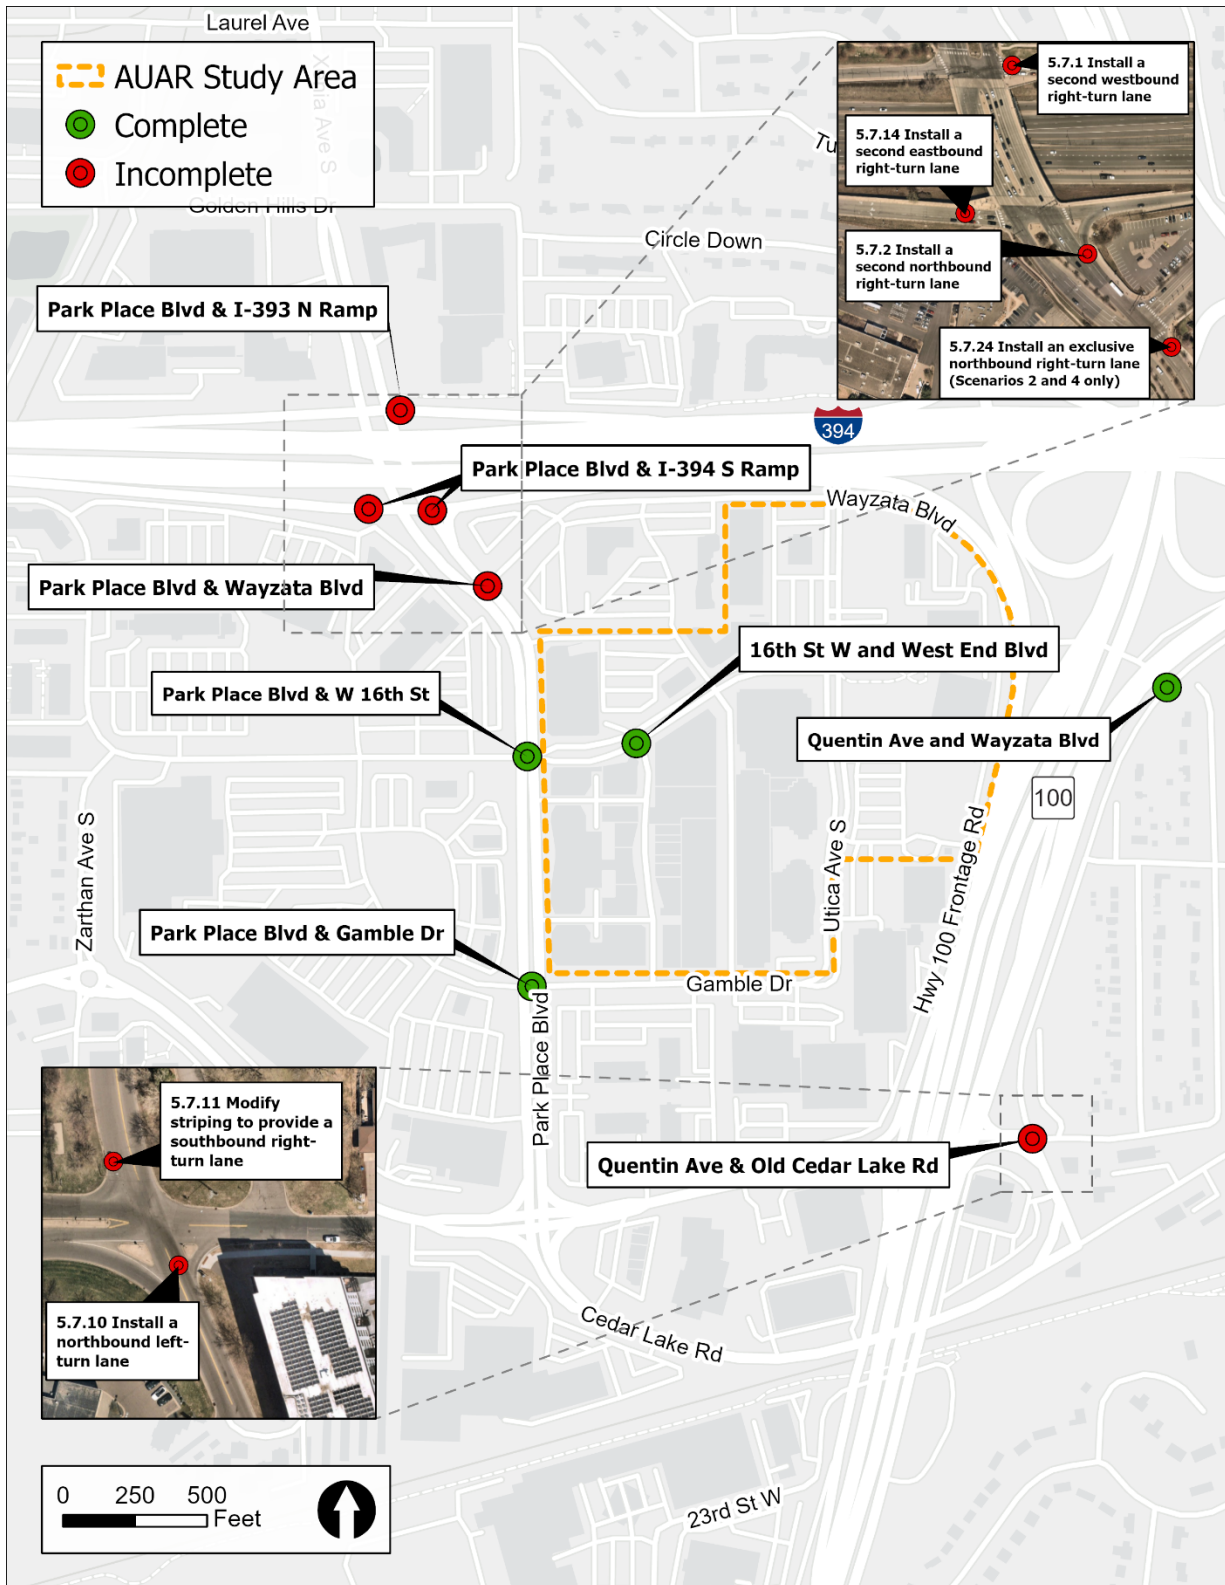 Laurel Ave
Xenia Ave S
AUAR Study Area
Complete
Incomplete
Golden Hills Dr
Circle Down
5.7.1 Install a
second westbound
right-turn lane
5.7.14 Install a
second eastbound
right-turn lane
5.7.2 Install a
second northbound
right-turn lane
5.7.24 Install an exclusive
northbound right-turn lane
(Scenarios 2 and 4 only)
Park Place Blvd & I-393 N Ramp
394
Park Place Blvd & I-394 S Ramp
Wayzata Blvd
Park Place Blvd & Wayzata Blvd
16th St W and West End Blvd
Park Place Blvd & W 16th St
Quentin Ave and Wayzata Blvd
100
Zarthan Ave S
Utica Ave S
Hwy 100 Frontage Rd
Park Place Blvd & Gamble Dr
Gamble Dr
Park Place Blvd
5.7.11 Modify
striping to provide a
southbound right-
turn lane
Quentin Ave & Old Cedar Lake Rd
5.7.10 Install a
northbound left-
turn lane
Cedar Lake Rd
23rd St W
0 250 500
Feet